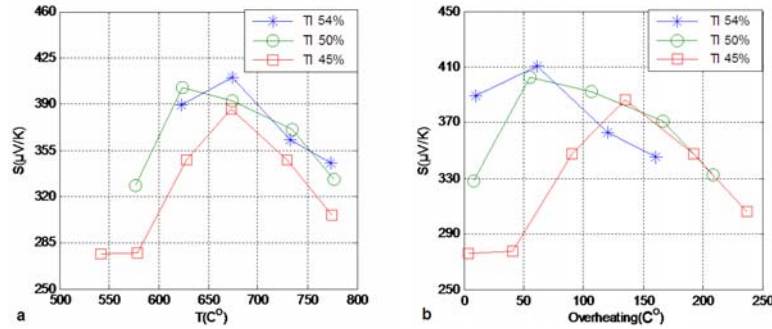 460
425
390
355
320
285
250
S(μV/K)
500 550 600 650 700 750 800
T(C°)
a
Tl 54%
Tl 50%
Tl 45%
450
410
370
330
290
250
S(μV/K)
0 50 100 150 200 250
Overheating(C°)
b
Tl 54%
Tl 50%
Tl 45%